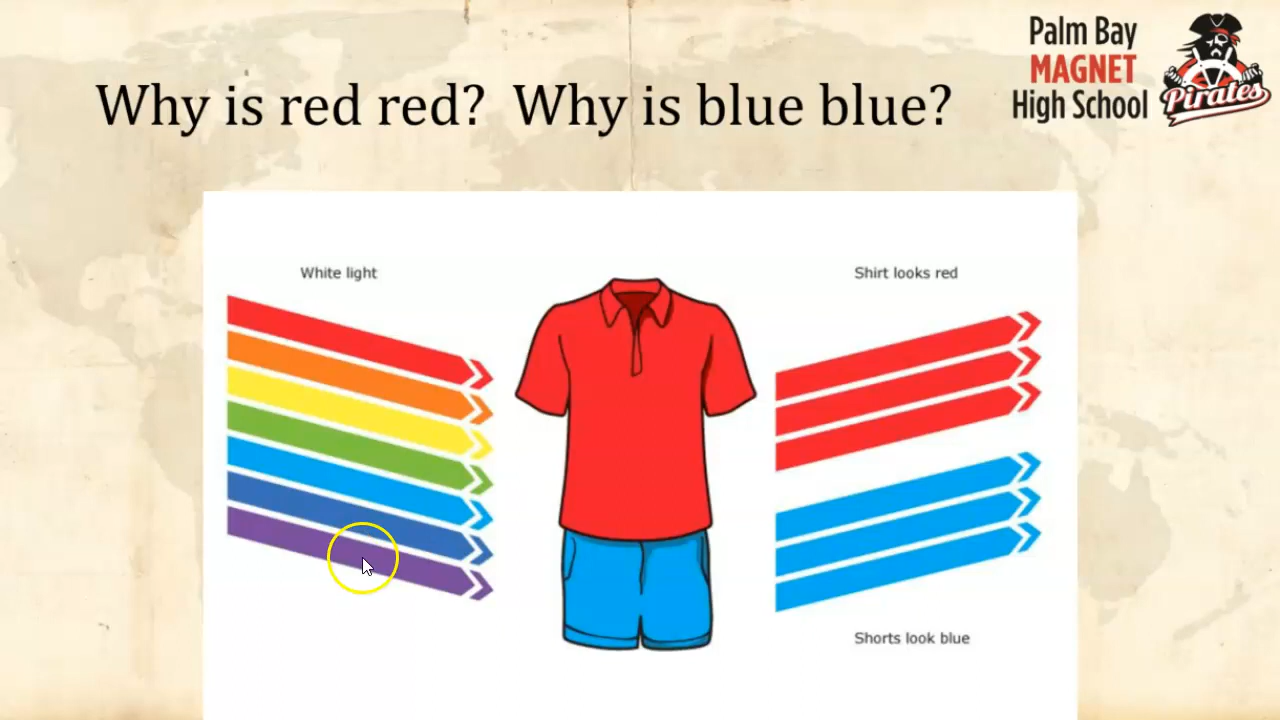 Palm Bay
MAGNET
High School
Pirates
Why is red red?  Why is blue blue?
White light
Shirt looks red
Shorts look blue